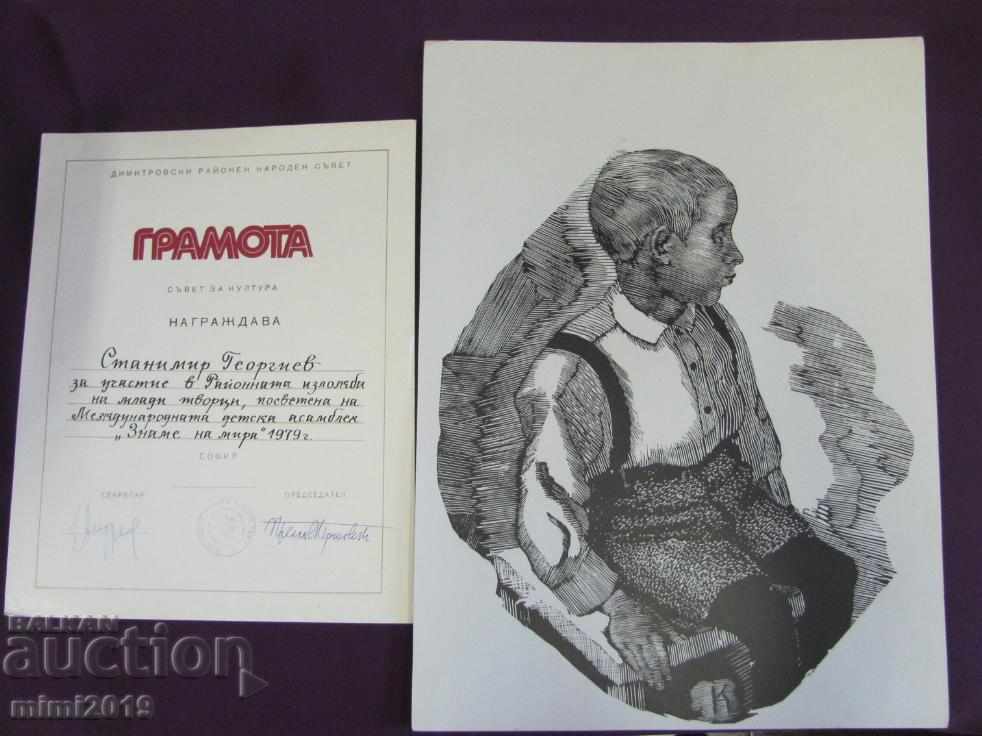 ДИМИТРОВСКИ РАЙОНЕН НАРОДЕН СЪВЕТ
ГРАМОТА
СЪВЕТ ЗА КУЛТУРА
НАГРАЖДАВА
Станимир Георгиев
за участие в Районната изложба
на млади творци, посветена на
Международната детска асамблея
„Знаме на мира" 1979 г.
СОФИЯ
СЕКРЕТАР
ПРЕДСЕДАТЕЛ
K
BALKAN
auction
mimi2019